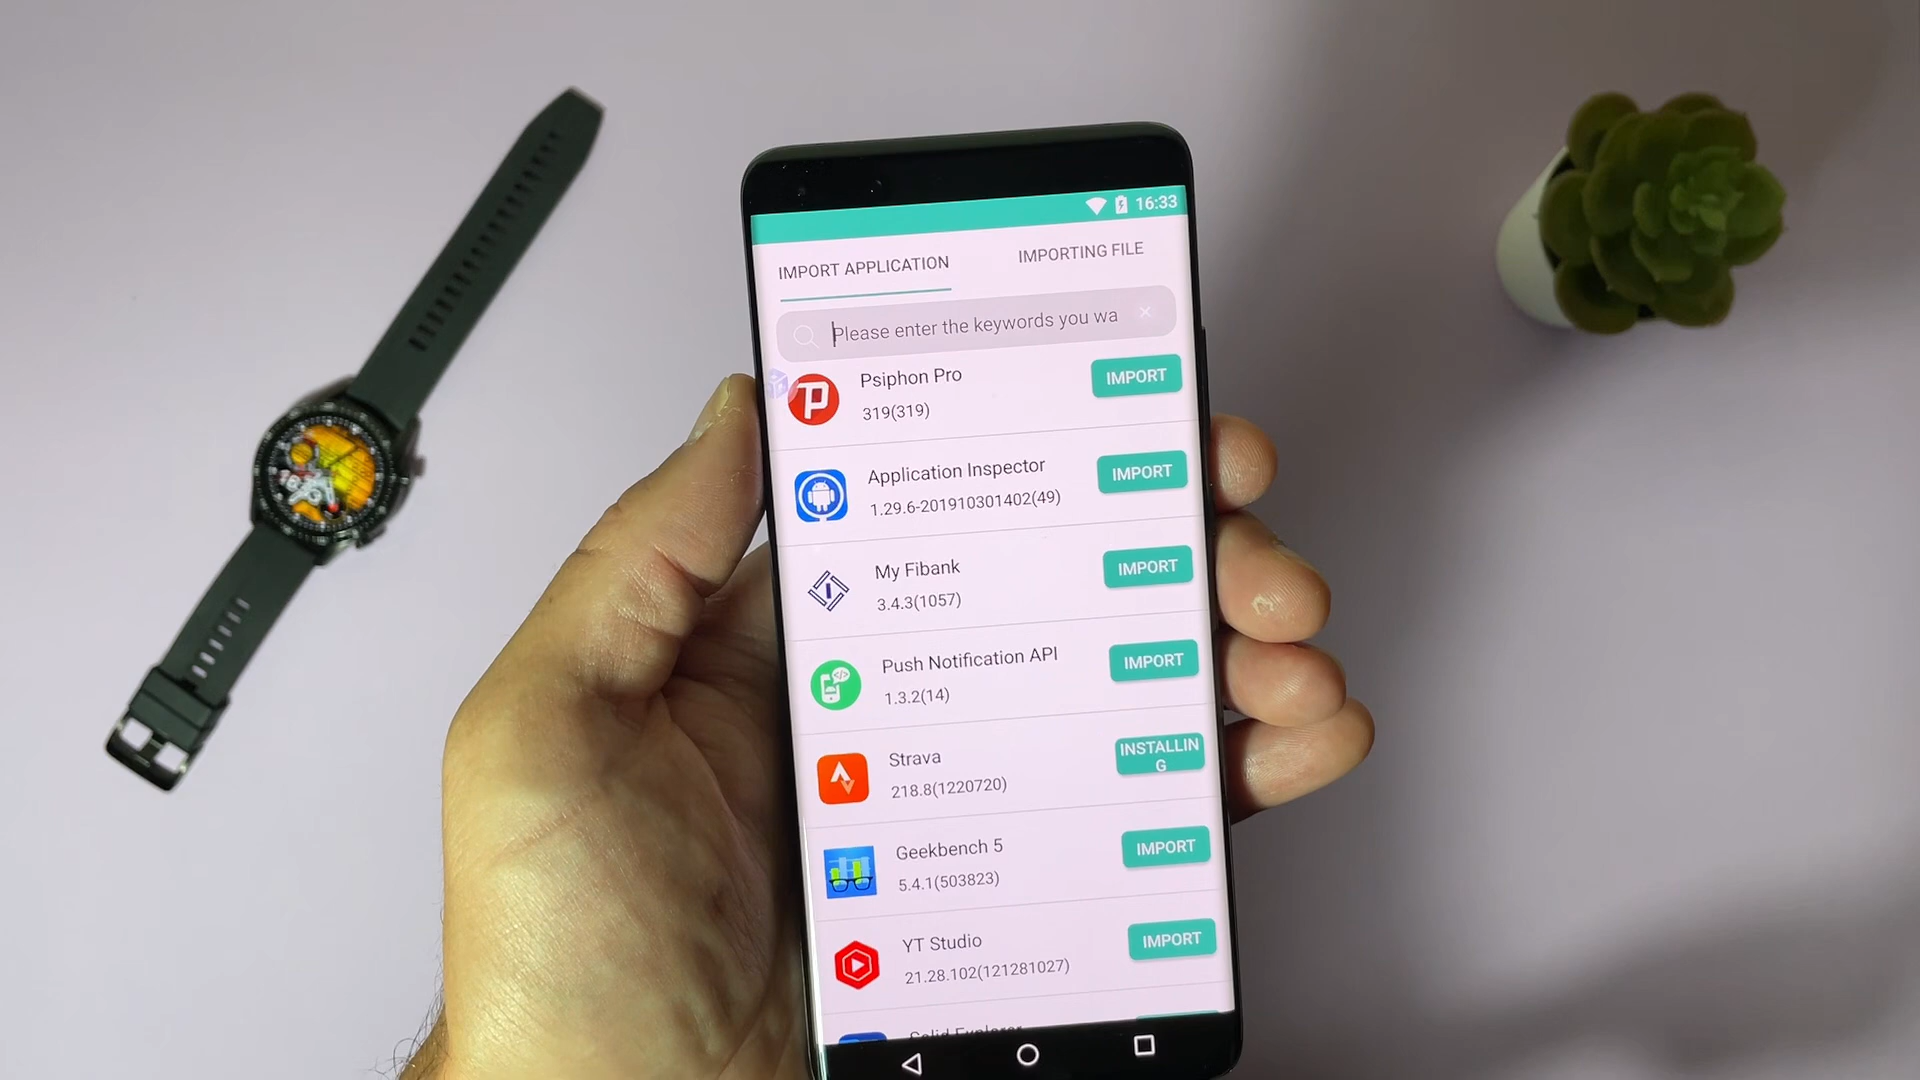 16:33
IMPORT APPLICATION
IMPORTING FILE
Please enter the keywords you wa
Psiphon Pro
319(319)
IMPORT
Application Inspector
1.29.6-201910301402(49)
IMPORT
My Fibank
3.4.3(1057)
IMPORT
Push Notification API
1.3.2(14)
IMPORT
Strava
218.8(1220720)
INSTALLIN
G
Geekbench 5
5.4.1(503823)
IMPORT
YT Studio
21.28.102(121281027)
IMPORT
Solid Explorer